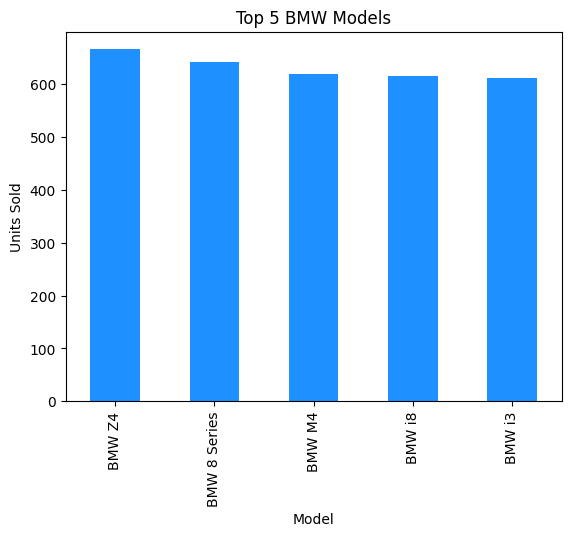 Top 5 BMW Models
Units Sold
600
500
400
300
200
100
0
BMW Z4
BMW 8 Series
BMW M4
BMW i8
BMW i3
Model